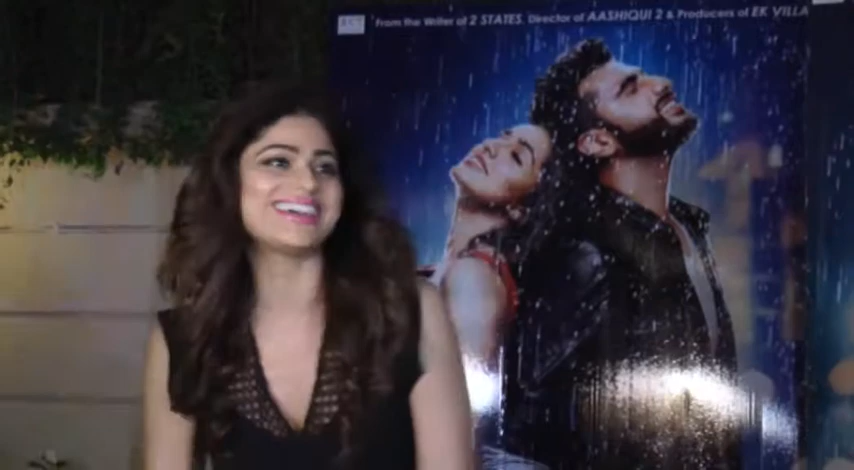 From the Writer of 2 STATES, Director of AASHIQUI 2 & Producers of EK VILLA